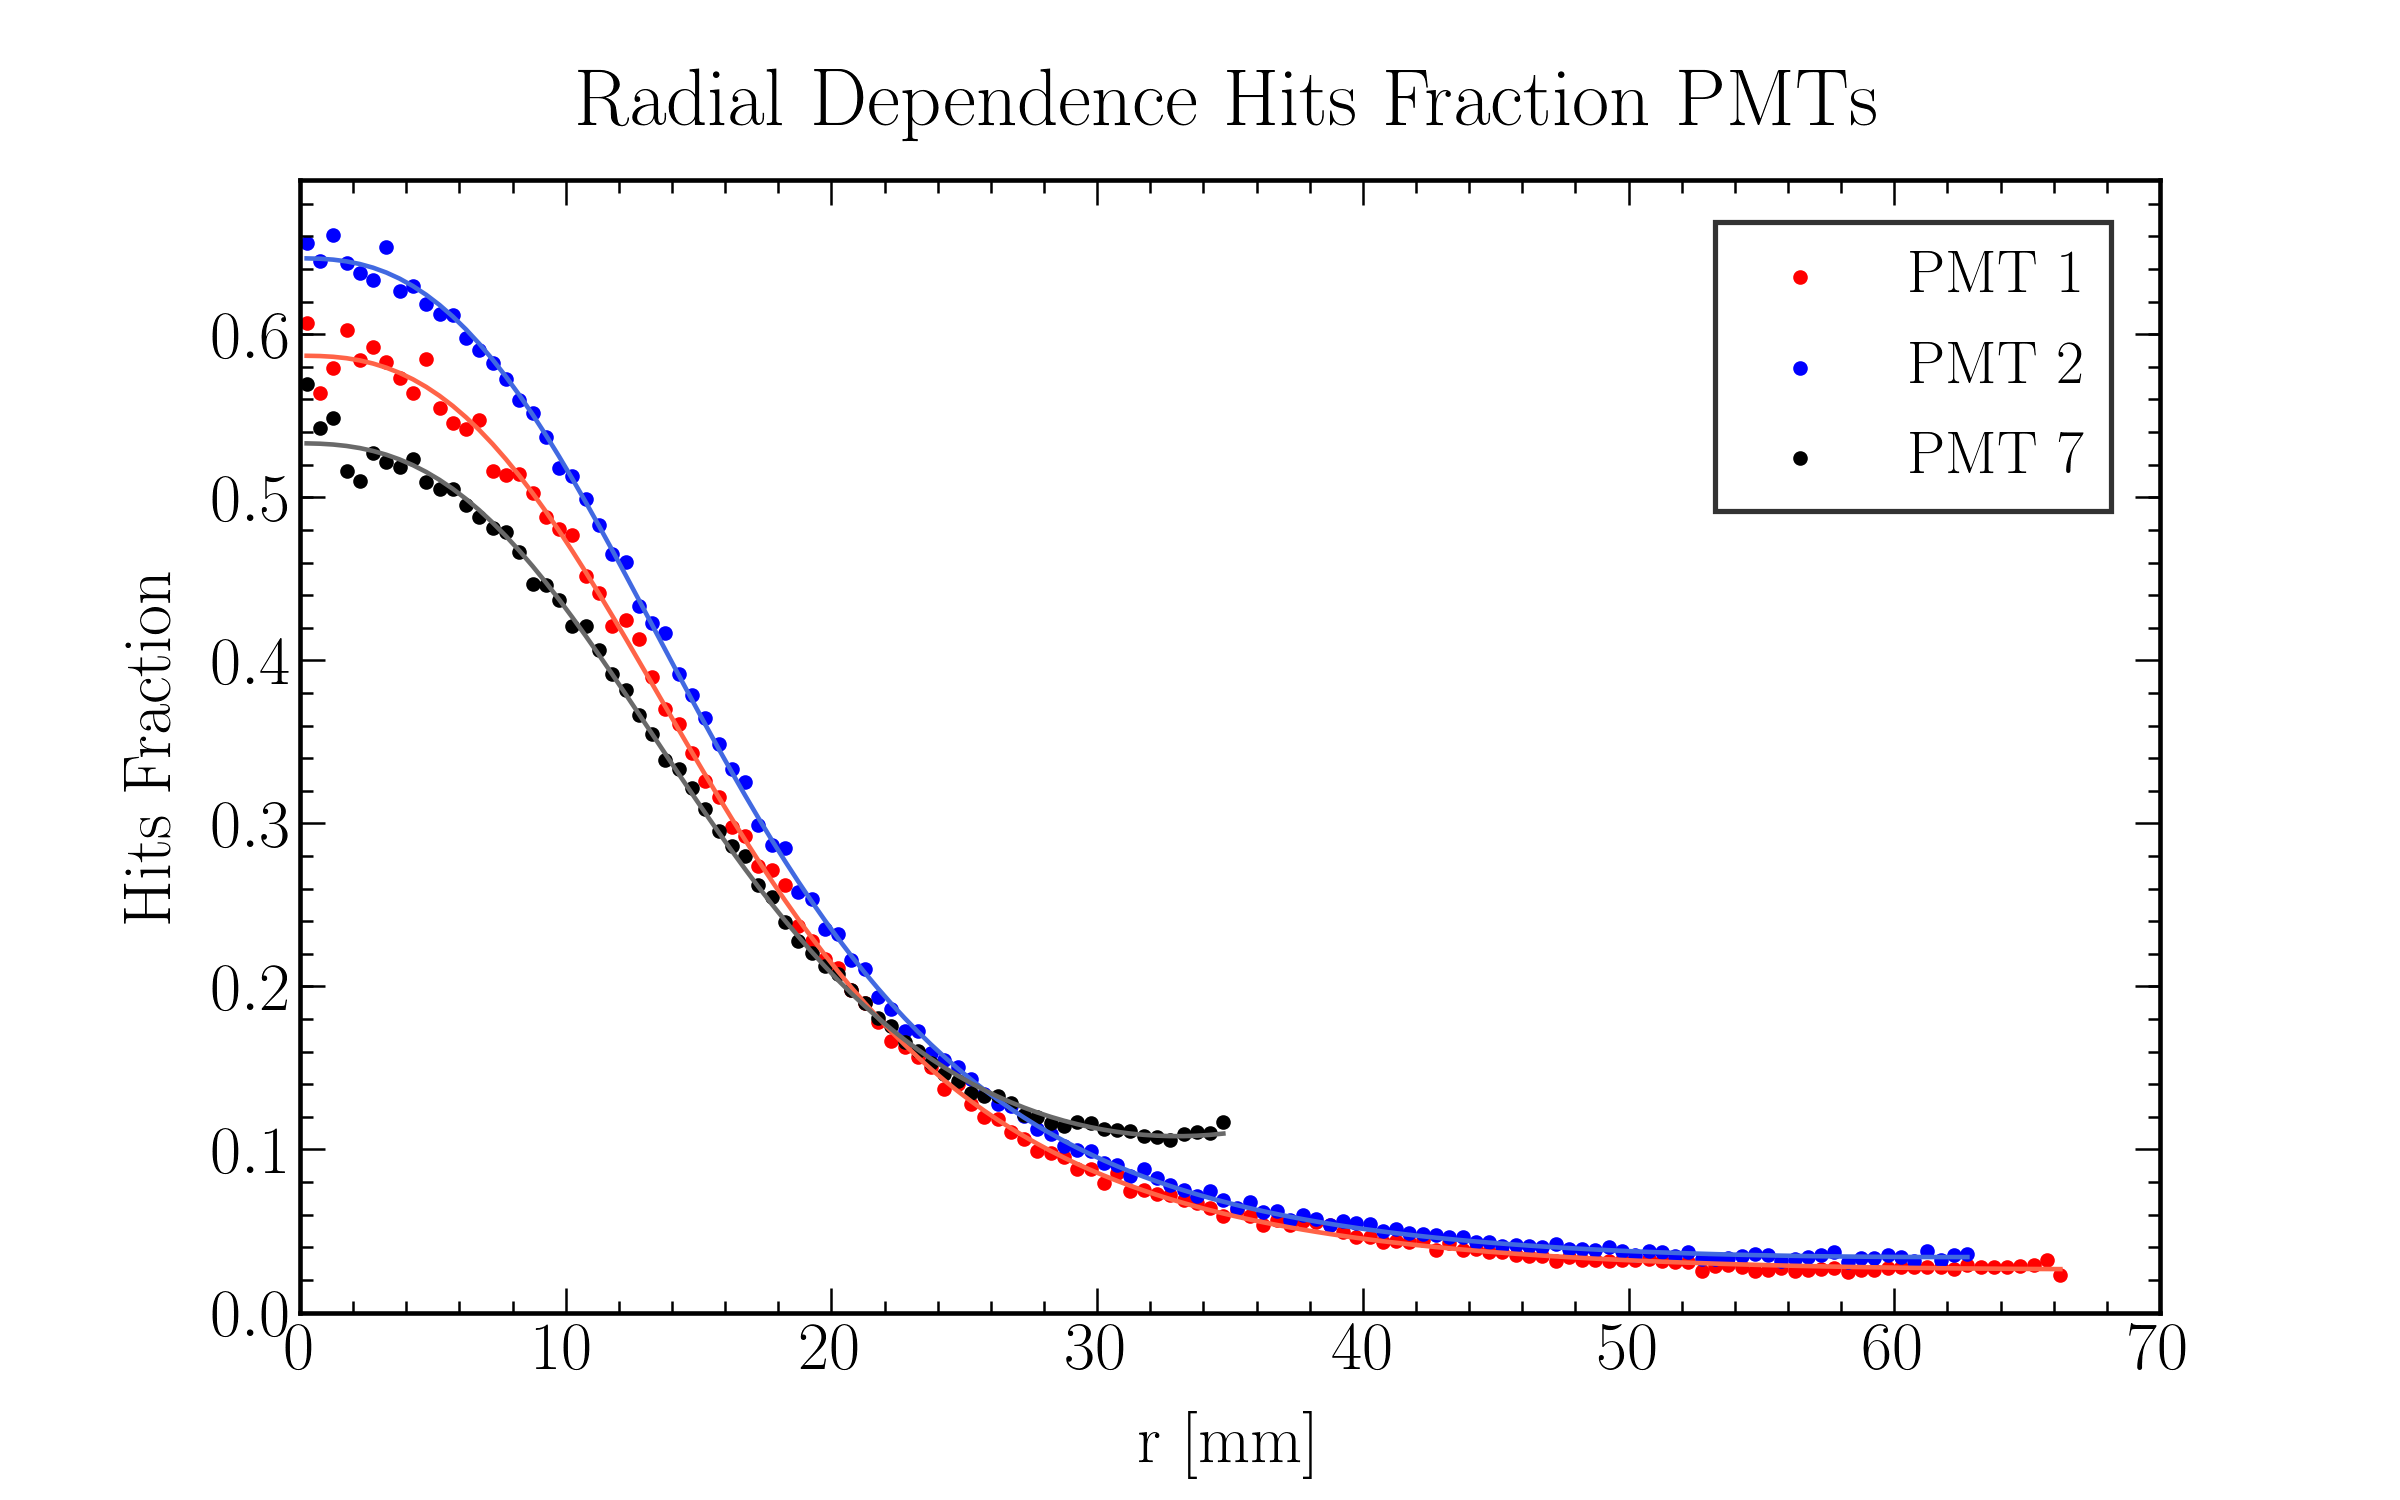 Radial Dependence Hits Fraction PMTs
PMT 1
PMT 2
PMT 7
Hits Fraction
0.6
0.5
0.4
0.3
0.2
0.1
0.0
0 10 20 30 40 50 60 70
r [mm]